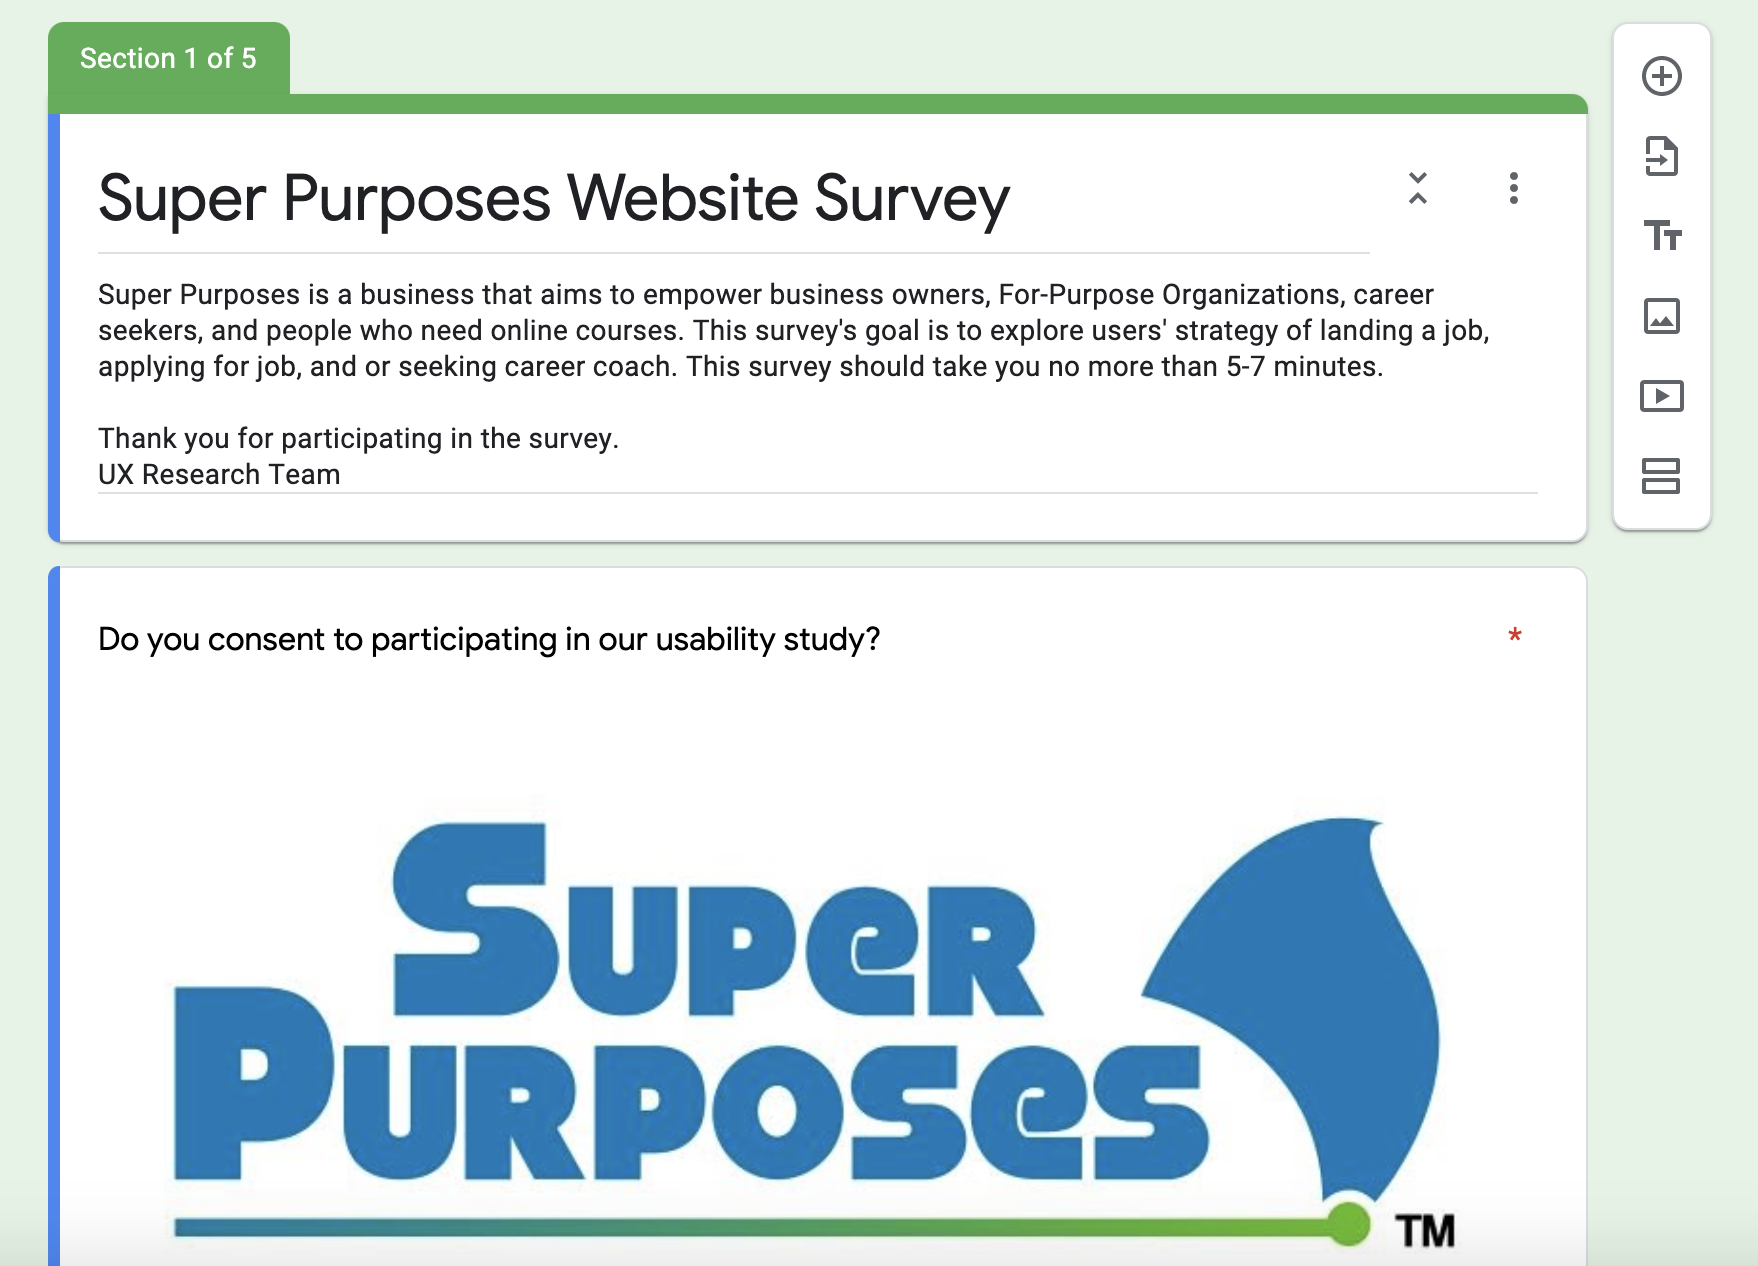 Section 1 of 5
Super Purposes Website Survey
Super Purposes is a business that aims to empower business owners, For-Purpose Organizations, career
seekers, and people who need online courses. This survey's goal is to explore users' strategy of landing a job,
applying for job, and or seeking career coach. This survey should take you no more than 5-7 minutes.
Thank you for participating in the survey.
UX Research Team
Do you consent to participating in our usability study? *
SUPeR
PURPOSeS
TM